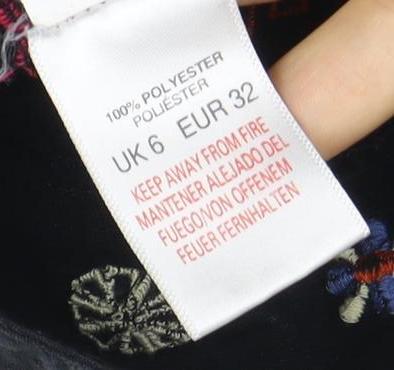 100% POLYESTER
POLIÉSTER
UK 6 EUR 32
KEEP AWAY FROM FIRE
MANTENER ALEJADO DEL
FUEGO/VON OFFENEM
FEUER FERNHALTEN